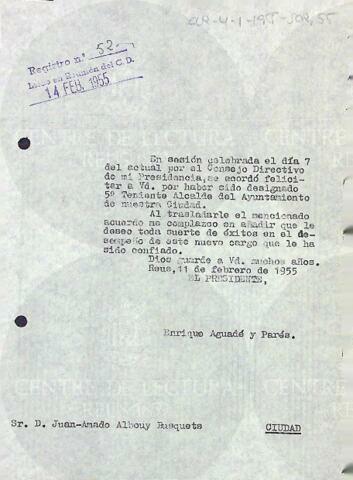 Registro n.º 52
Leído en Reunión del C. D.
14 FEB. 1955
En sesión celebrada el día 7
del actual por el Consejo Directivo
de mi Presidencia, se acordó felici-
tar a Vd. por haber sido designado
5º Teniente Alcalde del Ayuntamiento
de nuestra Ciudad.
Al trasladarle el mencionado
acuerdo me complazco en añadir que le
deseo toda suerte de éxitos en el de-
sempeño de este nuevo cargo que le ha
sido confiado.
Dios guarde a Vd. muchos años.
Reus, 11 de febrero de 1955
EL PRESIDENTE,
Enrique Aguadé y Parés.
CENTRE DE LECTURA
Sr. D. Juan-Amado Albouy Busquets
CIUDAD